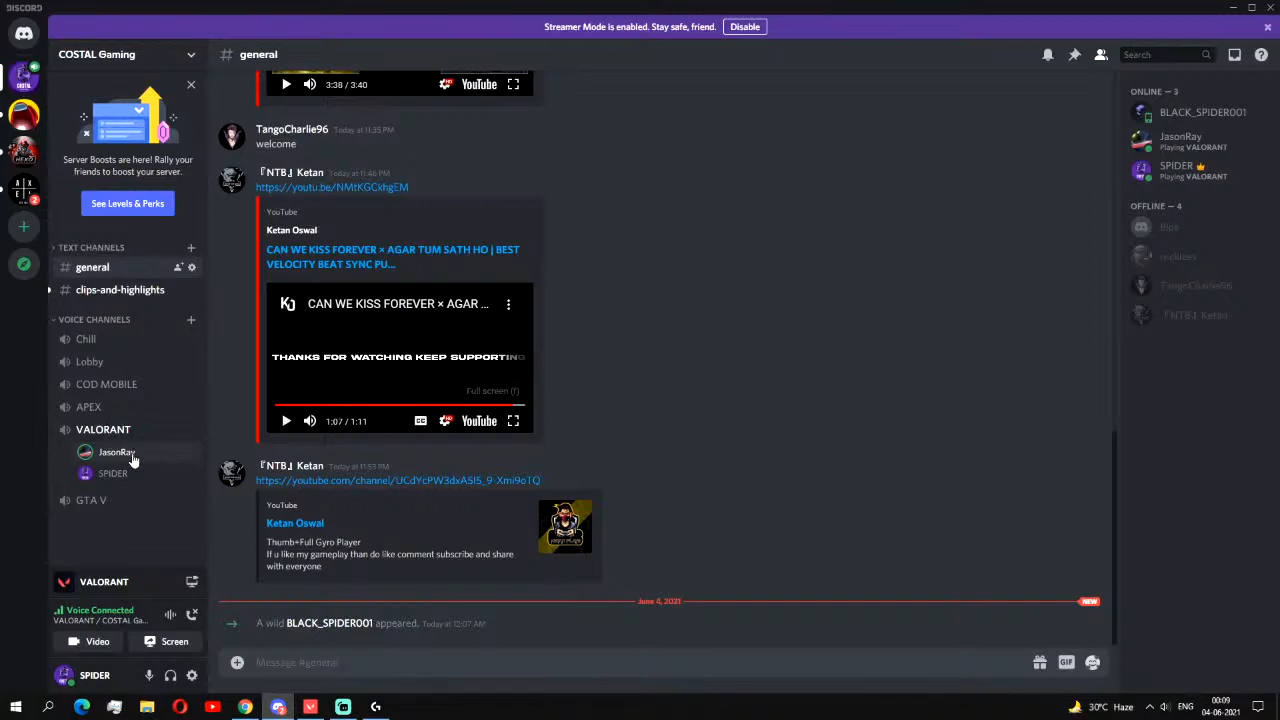 DISCORD
Streamer Mode is enabled. Stay safe, friend.
Disable
COSTAL Gaming
Server Boosts are here! Rally your
friends to boost your server.
See Levels & Perks
TEXT CHANNELS
general
clips-and-highlights
VOICE CHANNELS
Chill
Lobby
COD MOBILE
APEX
VALORANT
JasonRay
SPIDER
GTA V
VALORANT
Voice Connected
VALORANT / COSTAL Ga...
Video
Screen
SPIDER
# general
Search
3:38 / 3:40
YouTube
TangoCharlie96 Today at 11:35 PM
welcome
『NTB』Ketan Today at 11:46 PM
https://youtu.be/NMtKGCkhgEM
YouTube
Ketan Oswal
CAN WE KISS FOREVER × AGAR TUM SATH HO | BEST
VELOCITY BEAT SYNC PU...
CAN WE KISS FOREVER × AGAR ...
THANKS FOR WATCHING KEEP SUPPORTING
Full screen (f)
1:07 / 1:11
YouTube
『NTB』Ketan Today at 11:53 PM
https://youtube.com/channel/UCdYcPW3dxASI5_9-Xmi9oTQ
YouTube
Ketan Oswal
Thumb+Full Gyro Player
If u like my gameplay than do like comment subscribe and share
with everyone
June 4, 2021
NEW
A wild BLACK_SPIDER001 appeared. Today at 12:07 AM
Message #general
GIF
ONLINE — 3
BLACK_SPIDER001
JasonRay
Playing VALORANT
SPIDER
Playing VALORANT
OFFLINE — 4
TangoCharlie96
『NTB』Ketan
30°C Haze
ENG
00:09
04-06-2021